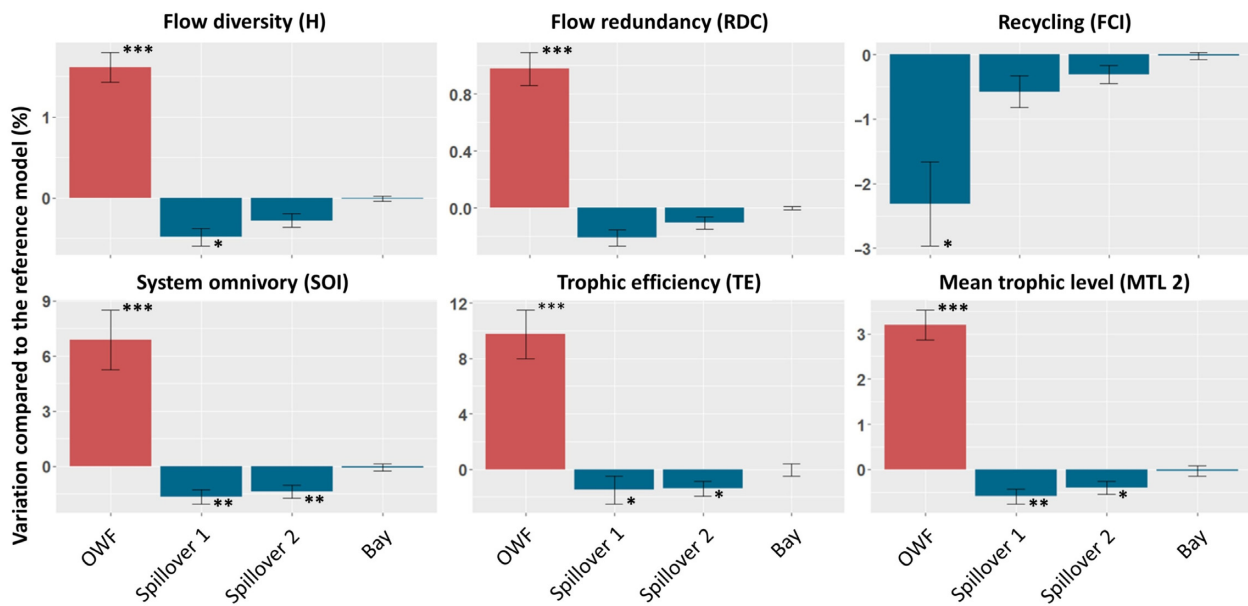 Flow diversity (H)
Flow redundancy (RDC)
Recycling (FCI)
Variation compared to the reference model (%)
1
0
***
*
0.8
0.4
0.0
***
0
−1
−2
−3
*
System omnivory (SOI)
Trophic efficiency (TE)
Mean trophic level (MTL 2)
9
6
3
0
***
**
**
12
8
4
0
***
*
*
3
2
1
0
***
**
*
OWF
Spillover 1
Spillover 2
Bay
OWF
Spillover 1
Spillover 2
Bay
OWF
Spillover 1
Spillover 2
Bay